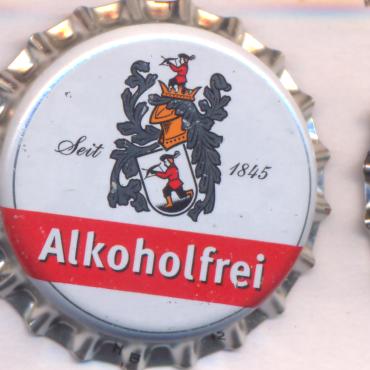 Seit 1845
Alkoholfrei